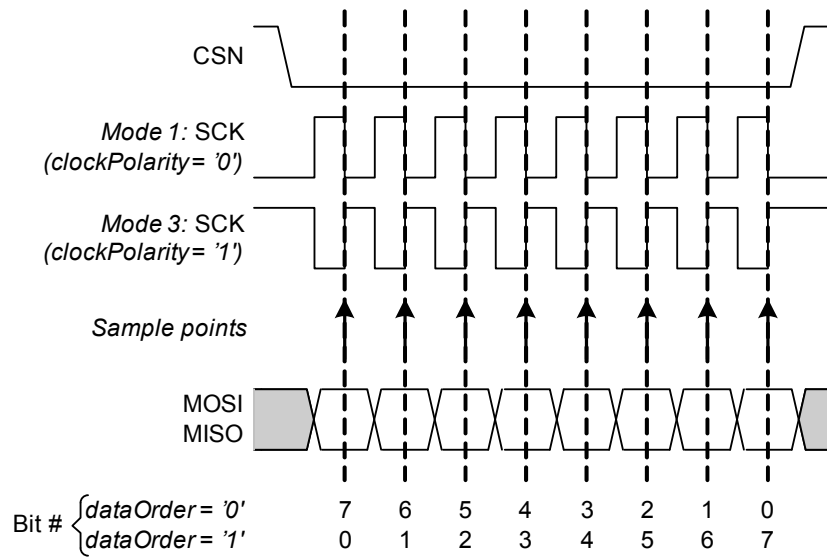 CSN
Mode 1: SCK
(clockPolarity= '0')
Mode 3: SCK
(clockPolarity= '1')
Sample points
MOSI
MISO
Bit # dataOrder = '0' 7 6 5 4 3 2 1 0
dataOrder = '1' 0 1 2 3 4 5 6 7